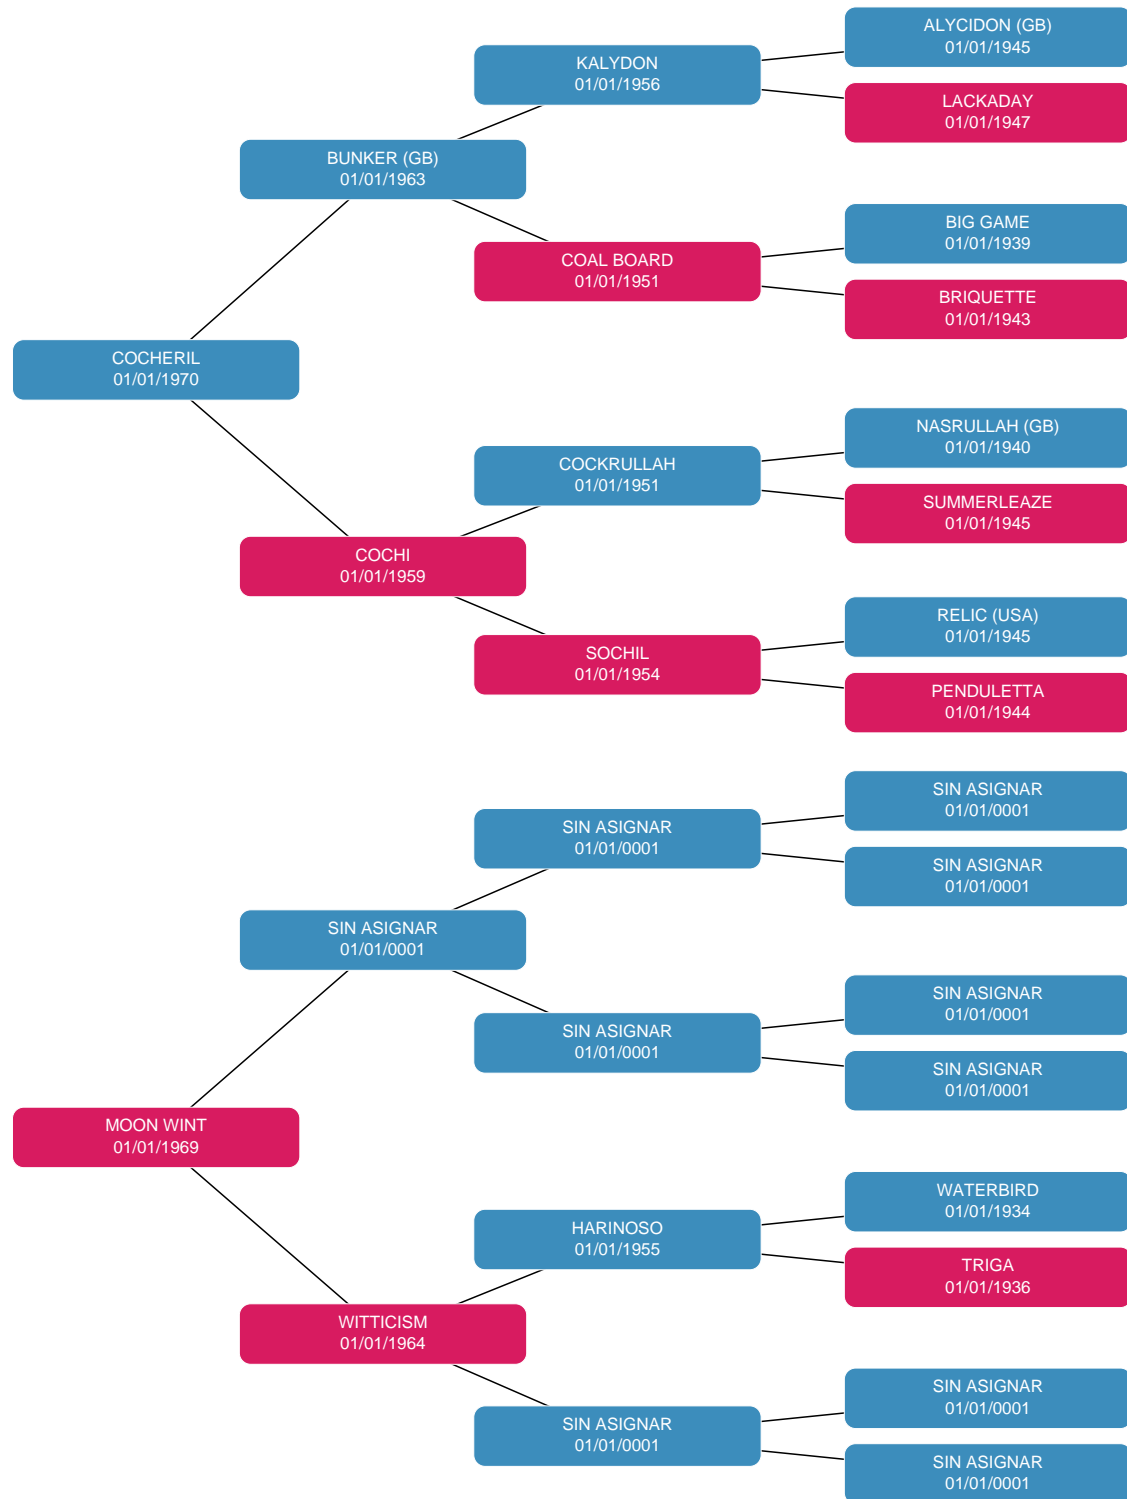 ALYCIDON (GB)
01/01/1945
KALYDON
01/01/1956
LACKADAY
01/01/1947
BUNKER (GB)
01/01/1963
BIG GAME
01/01/1939
COAL BOARD
01/01/1951
BRIQUETTE
01/01/1943
COCHERIL
01/01/1970
NASRULLAH (GB)
01/01/1940
COCKRULLAH
01/01/1951
SUMMERLEAZE
01/01/1945
COCHI
01/01/1959
RELIC (USA)
01/01/1945
SOCHIL
01/01/1954
PENDULETTA
01/01/1944
SIN ASIGNAR
01/01/0001
SIN ASIGNAR
01/01/0001
SIN ASIGNAR
01/01/0001
SIN ASIGNAR
01/01/0001
SIN ASIGNAR
01/01/0001
SIN ASIGNAR
01/01/0001
SIN ASIGNAR
01/01/0001
MOON WINT
01/01/1969
WATERBIRD
01/01/1934
HARINOSO
01/01/1955
TRIGA
01/01/1936
WITTICISM
01/01/1964
SIN ASIGNAR
01/01/0001
SIN ASIGNAR
01/01/0001
SIN ASIGNAR
01/01/0001